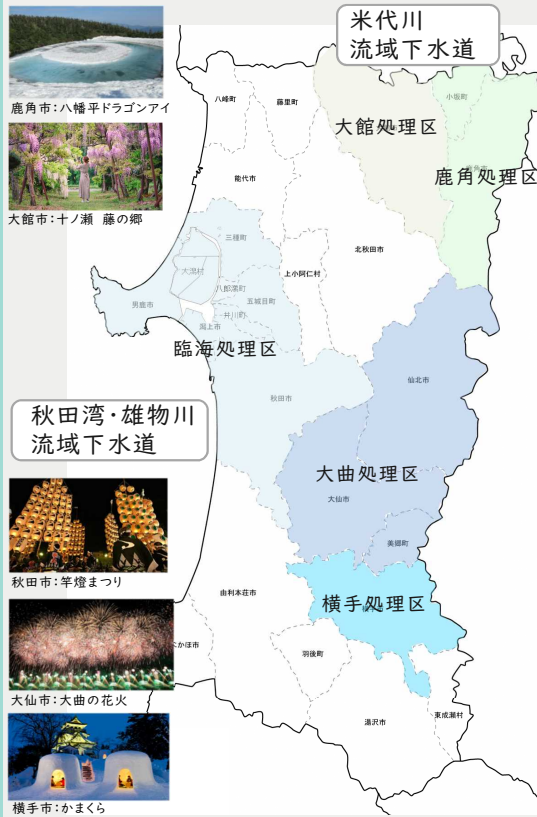 米代川
流域下水道
鹿角市:八幡平ドラゴンアイ
大館市:十ノ瀬 藤の郷
八峰町
藤里町
小坂町
大館処理区
鹿角処理区
能代市
北秋田市
三種町
大潟村
上小阿仁村
八郎潟町
五城目町
男鹿市
井川町
潟上市
臨海処理区
仙北市
秋田市
秋田湾・雄物川
流域下水道
大曲処理区
大仙市
美郷町
秋田市:竿燈まつり
横手処理区
由利本荘市
かほ市
羽後町
大仙市:大曲の花火
東成瀬村
湯沢市
横手市:かまくら